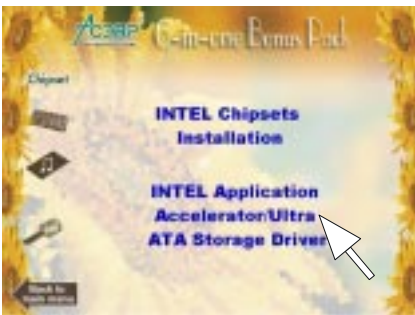 Acorp
6-in-one Bonus Pack
Chipset
INTEL Chipsets
Installation
INTEL Application
Accelerator/Ultra
ATA Storage Driver
Back to
main menu